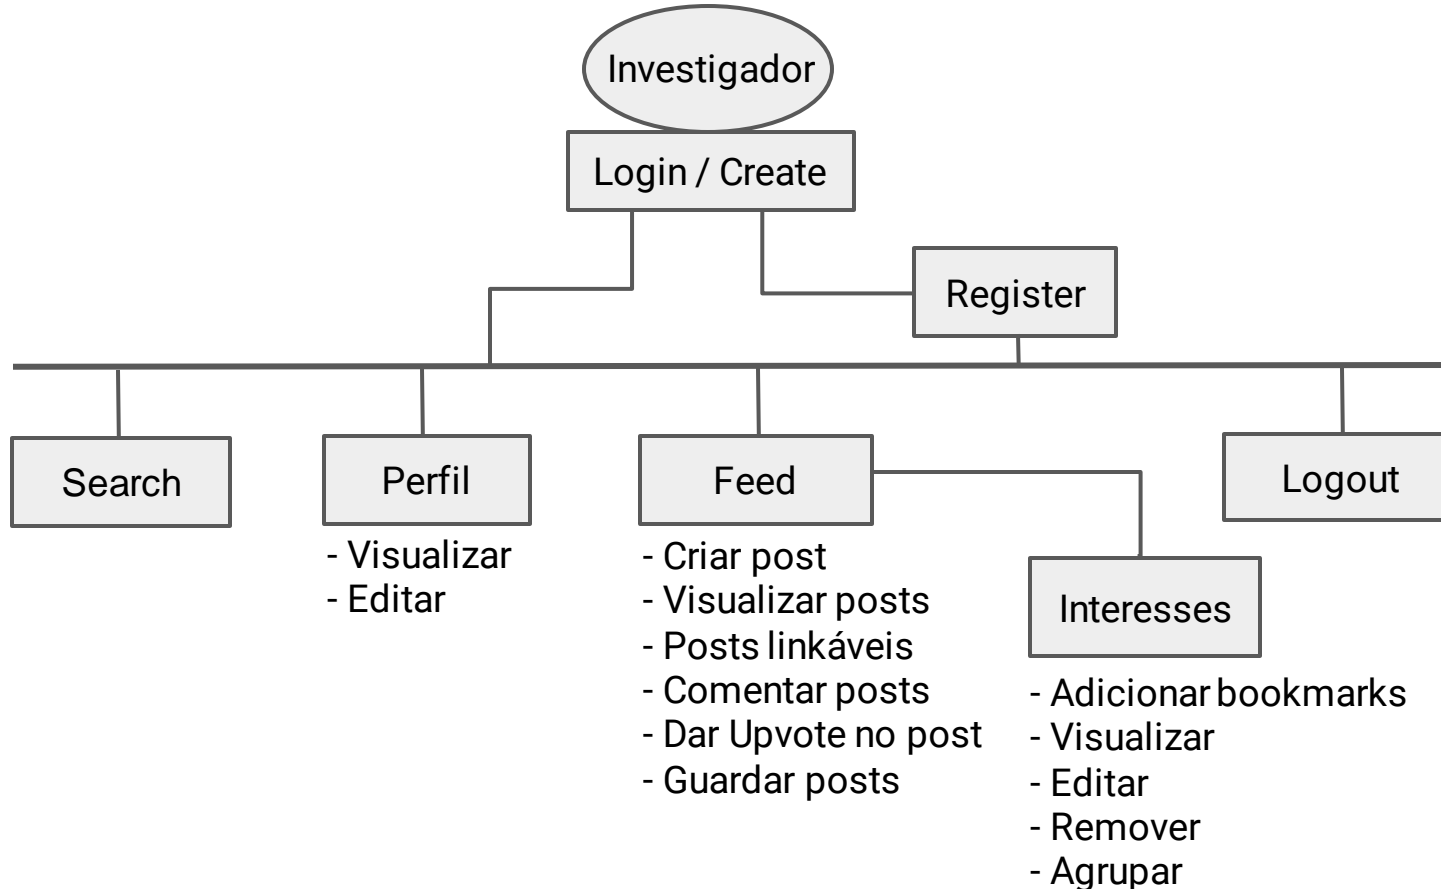 Investigador
Login / Create
Register
Search
Perfil
- Visualizar
- Editar
Feed
- Criar post
- Visualizar posts
- Posts linkáveis
- Comentar posts
- Dar Upvote no post
- Guardar posts
Interesses
- Adicionar bookmarks
- Visualizar
- Editar
- Remover
- Agrupar
Logout